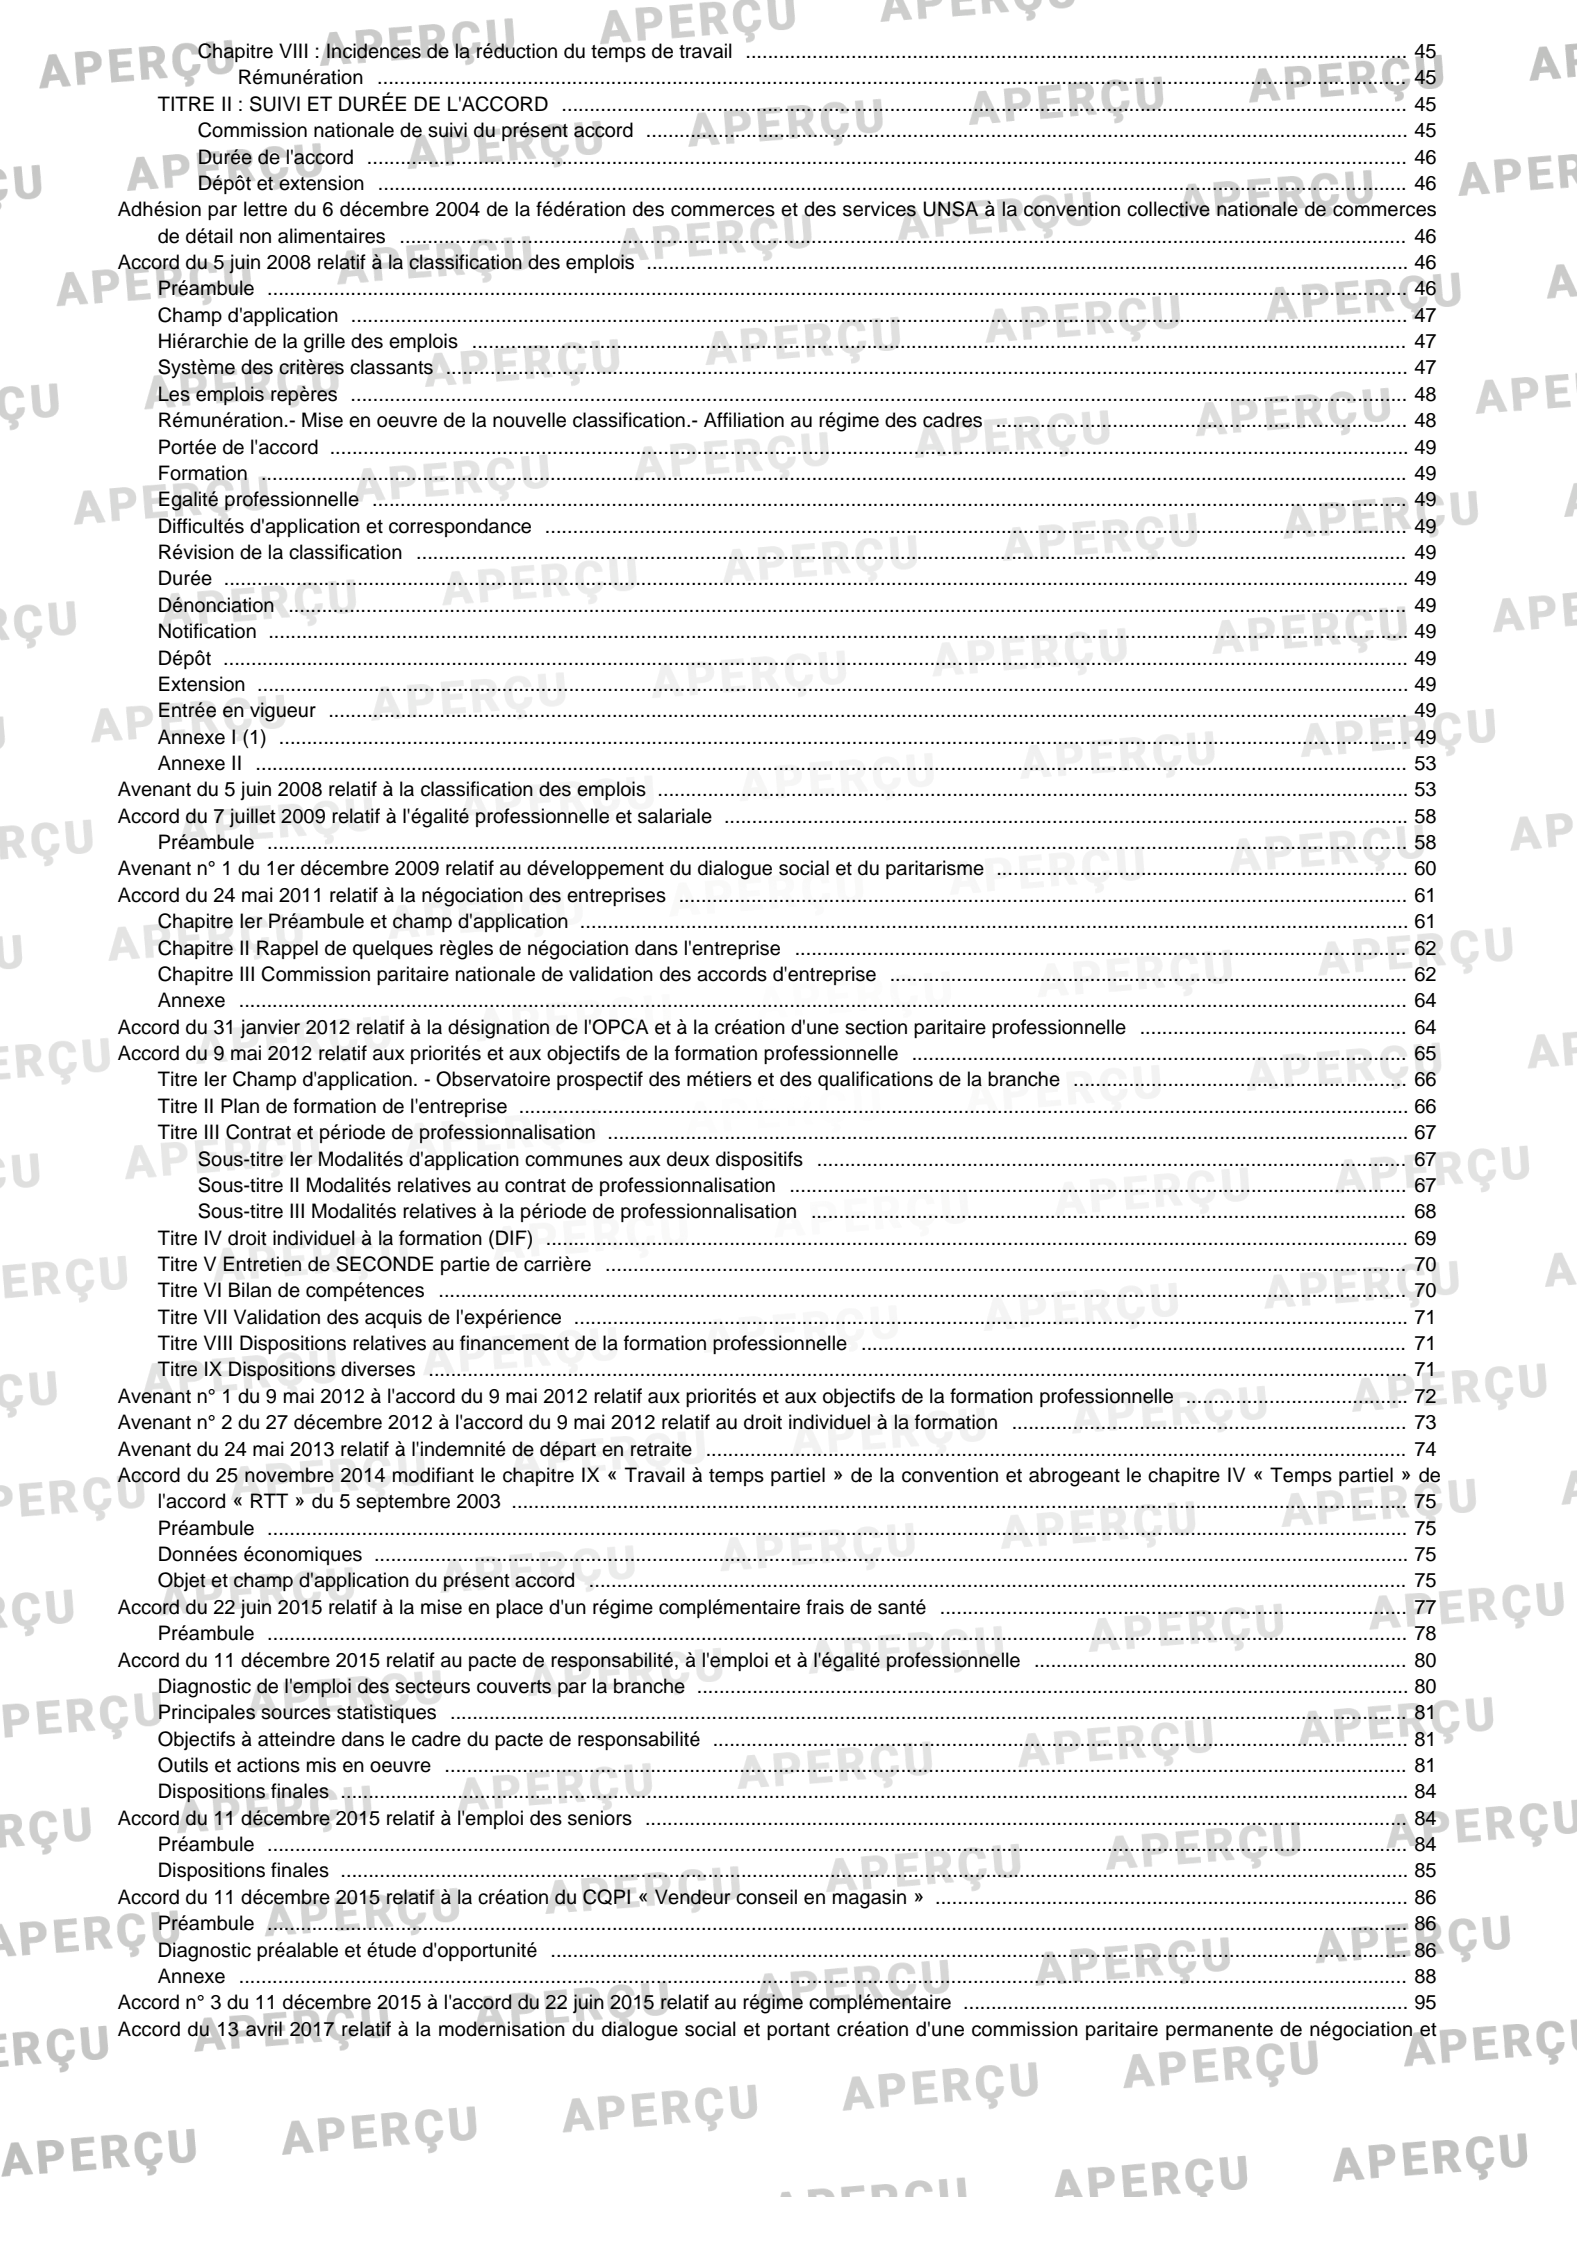 Chapitre VIII : Incidences de la réduction du temps de travail ........ 45
Rémunération ........ 45
TITRE II : SUIVI ET DURÉE DE L'ACCORD ........ 45
Commission nationale de suivi du présent accord ........ 45
Durée de l'accord ........ 46
Dépôt et extension ........ 46
Adhésion par lettre du 6 décembre 2004 de la fédération des commerces et des services UNSA à la convention collective nationale de commerces
de détail non alimentaires ........ 46
Accord du 5 juin 2008 relatif à la classification des emplois ........ 46
Préambule ........ 46
Champ d'application ........ 47
Hiérarchie de la grille des emplois ........ 47
Système des critères classants ........ 47
Les emplois repères ........ 48
Rémunération.- Mise en oeuvre de la nouvelle classification.- Affiliation au régime des cadres ........ 48
Portée de l'accord ........ 49
Formation ........ 49
Egalité professionnelle ........ 49
Difficultés d'application et correspondance ........ 49
Révision de la classification ........ 49
Durée ........ 49
Dénonciation ........ 49
Notification ........ 49
Dépôt ........ 49
Extension ........ 49
Entrée en vigueur ........ 49
Annexe I (1) ........ 49
Annexe II ........ 53
Avenant du 5 juin 2008 relatif à la classification des emplois ........ 53
Accord du 7 juillet 2009 relatif à l'égalité professionnelle et salariale ........ 58
Préambule ........ 58
Avenant n° 1 du 1er décembre 2009 relatif au développement du dialogue social et du paritarisme ........ 60
Accord du 24 mai 2011 relatif à la négociation des entreprises ........ 61
Chapitre Ier Préambule et champ d'application ........ 61
Chapitre II Rappel de quelques règles de négociation dans l'entreprise ........ 62
Chapitre III Commission paritaire nationale de validation des accords d'entreprise ........ 62
Annexe ........ 64
Accord du 31 janvier 2012 relatif à la désignation de l'OPCA et à la création d'une section paritaire professionnelle ........ 64
Accord du 9 mai 2012 relatif aux priorités et aux objectifs de la formation professionnelle ........ 65
Titre Ier Champ d'application. - Observatoire prospectif des métiers et des qualifications de la branche ........ 66
Titre II Plan de formation de l'entreprise ........ 66
Titre III Contrat et période de professionnalisation ........ 67
Sous-titre Ier Modalités d'application communes aux deux dispositifs ........ 67
Sous-titre II Modalités relatives au contrat de professionnalisation ........ 67
Sous-titre III Modalités relatives à la période de professionnalisation ........ 68
Titre IV droit individuel à la formation (DIF) ........ 69
Titre V Entretien de SECONDE partie de carrière ........ 70
Titre VI Bilan de compétences ........ 70
Titre VII Validation des acquis de l'expérience ........ 71
Titre VIII Dispositions relatives au financement de la formation professionnelle ........ 71
Titre IX Dispositions diverses ........ 71
Avenant n° 1 du 9 mai 2012 à l'accord du 9 mai 2012 relatif aux priorités et aux objectifs de la formation professionnelle ........ 72
Avenant n° 2 du 27 décembre 2012 à l'accord du 9 mai 2012 relatif au droit individuel à la formation ........ 73
Avenant du 24 mai 2013 relatif à l'indemnité de départ en retraite ........ 74
Accord du 25 novembre 2014 modifiant le chapitre IX « Travail à temps partiel » de la convention et abrogeant le chapitre IV « Temps partiel » de
l'accord « RTT » du 5 septembre 2003 ........ 75
Préambule ........ 75
Données économiques ........ 75
Objet et champ d'application du présent accord ........ 75
Accord du 22 juin 2015 relatif à la mise en place d'un régime complémentaire frais de santé ........ 77
Préambule ........ 78
Accord du 11 décembre 2015 relatif au pacte de responsabilité, à l'emploi et à l'égalité professionnelle ........ 80
Diagnostic de l'emploi des secteurs couverts par la branche ........ 80
Principales sources statistiques ........ 81
Objectifs à atteindre dans le cadre du pacte de responsabilité ........ 81
Outils et actions mis en oeuvre ........ 81
Dispositions finales ........ 84
Accord du 11 décembre 2015 relatif à l'emploi des seniors ........ 84
Préambule ........ 84
Dispositions finales ........ 85
Accord du 11 décembre 2015 relatif à la création du CQPI « Vendeur conseil en magasin » ........ 86
Préambule ........ 86
Diagnostic préalable et étude d'opportunité ........ 86
Annexe ........ 88
Accord n° 3 du 11 décembre 2015 à l'accord du 22 juin 2015 relatif au régime complémentaire ........ 95
Accord du 13 avril 2017 relatif à la modernisation du dialogue social et portant création d'une commission paritaire permanente de négociation et
APERÇU